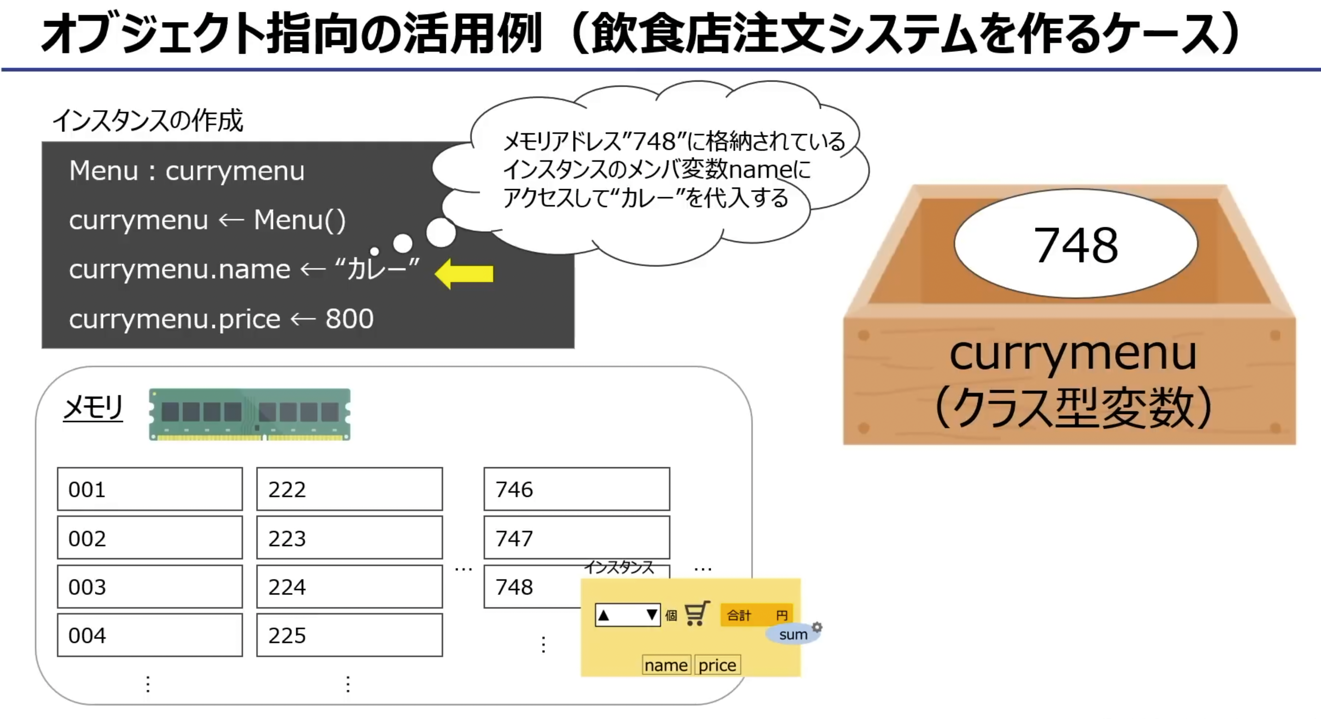 オブジェクト指向の活用例（飲食店注文システムを作るケース）
インスタンスの作成
Menu : currymenu
currymenu ← Menu()
currymenu.name ← “カレー”
currymenu.price ← 800
メモリアドレス”748”に格納されている
インスタンスのメンバ変数nameに
アクセスして“カレー”を代入する
748
currymenu
（クラス型変数）
メモリ
001
002
003
004
⋮
222
223
224
225
⋮
…
746
747
748
⋮
…
インスタンス
▲ ▼ 個 合計 円
sum
name price